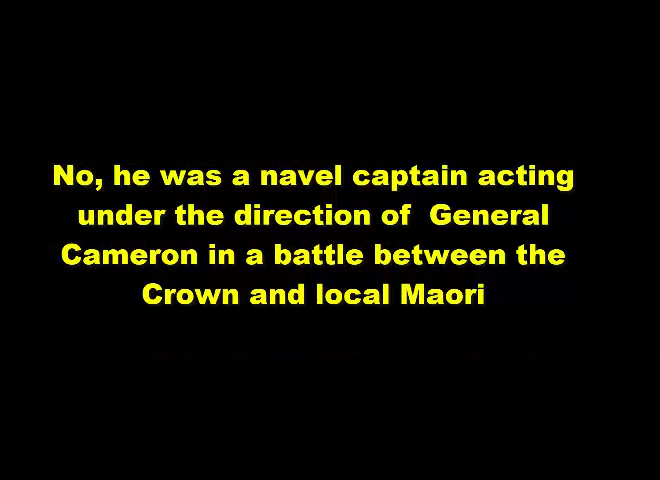 No, he was a navel captain acting
under the direction of  General
Cameron in a battle between the
Crown and local Maori